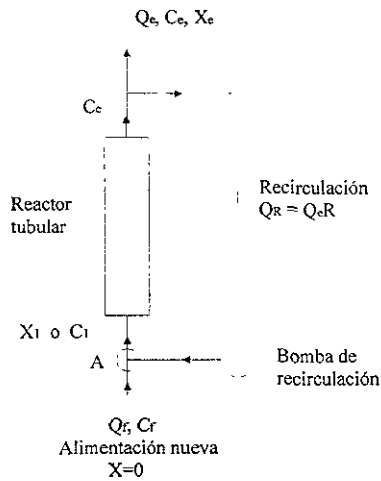 Qe, Ce, Xe
Ce
Reactor
tubular
Recirculación
QR = QeR
X1 o C1
A
Bomba de
recirculación
Qf, Cf
Alimentación nueva
X=0